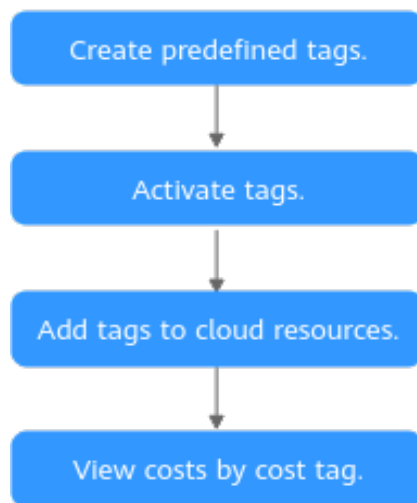 Create predefined tags.
Activate tags.
Add tags to cloud resources.
View costs by cost tag.